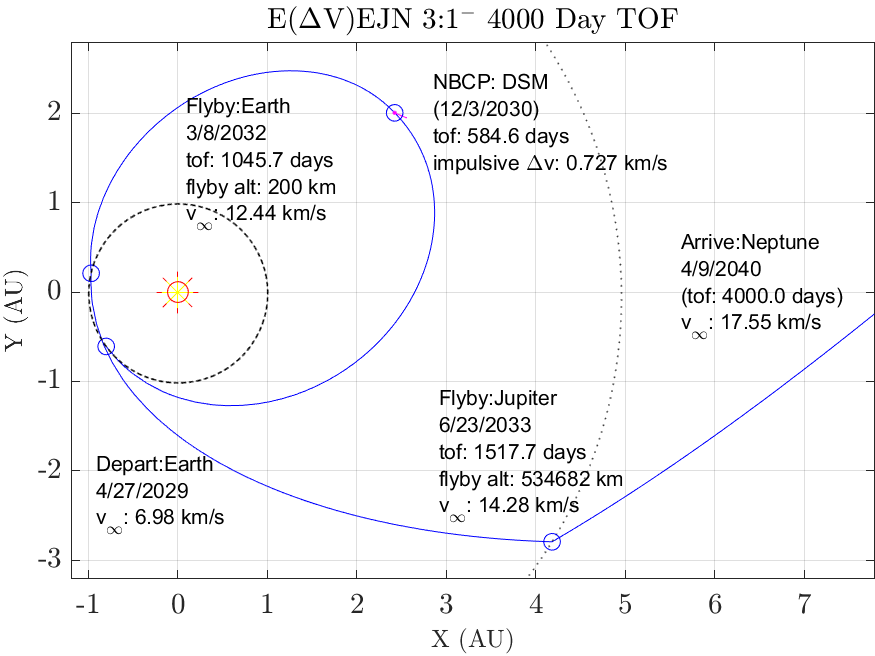 E(ΔV)EJN 3:1⁻ 4000 Day TOF
NBCP: DSM
(12/3/2030)
tof: 584.6 days
impulsive Δv: 0.727 km/s
Flyby:Earth
3/8/2032
tof: 1045.7 days
flyby alt: 200 km
v∞: 12.44 km/s
Arrive:Neptune
4/9/2040
(tof: 4000.0 days)
v∞: 17.55 km/s
Flyby:Jupiter
6/23/2033
tof: 1517.7 days
flyby alt: 534682 km
v∞: 14.28 km/s
Depart:Earth
4/27/2029
v∞: 6.98 km/s
2
1
0
-1
-2
-3
Y (AU)
-1 0 1 2 3 4 5 6 7
X (AU)